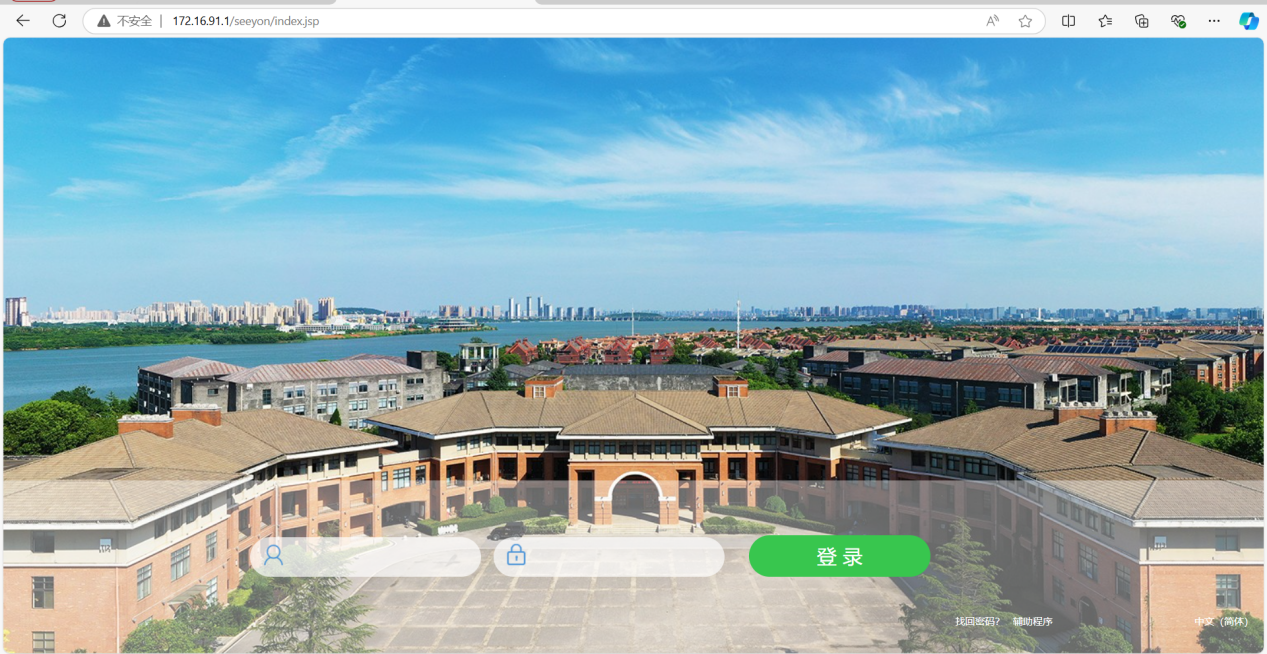 不安全 | 172.16.91.1/seeyon/index.jsp
登录
找回密码? 辅助程序 中文 (简体)